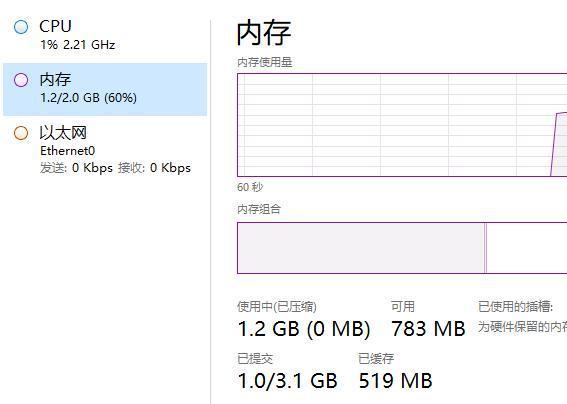 CPU
1% 2.21 GHz
内存
1.2/2.0 GB (60%)
以太网
Ethernet0
发送: 0 Kbps 接收: 0 Kbps
内存
内存使用量
60 秒
内存组合
使用中(已压缩)
1.2 GB (0 MB)
可用
783 MB
已使用的插槽:
为硬件保留的内存
已提交
1.0/3.1 GB
已缓存
519 MB